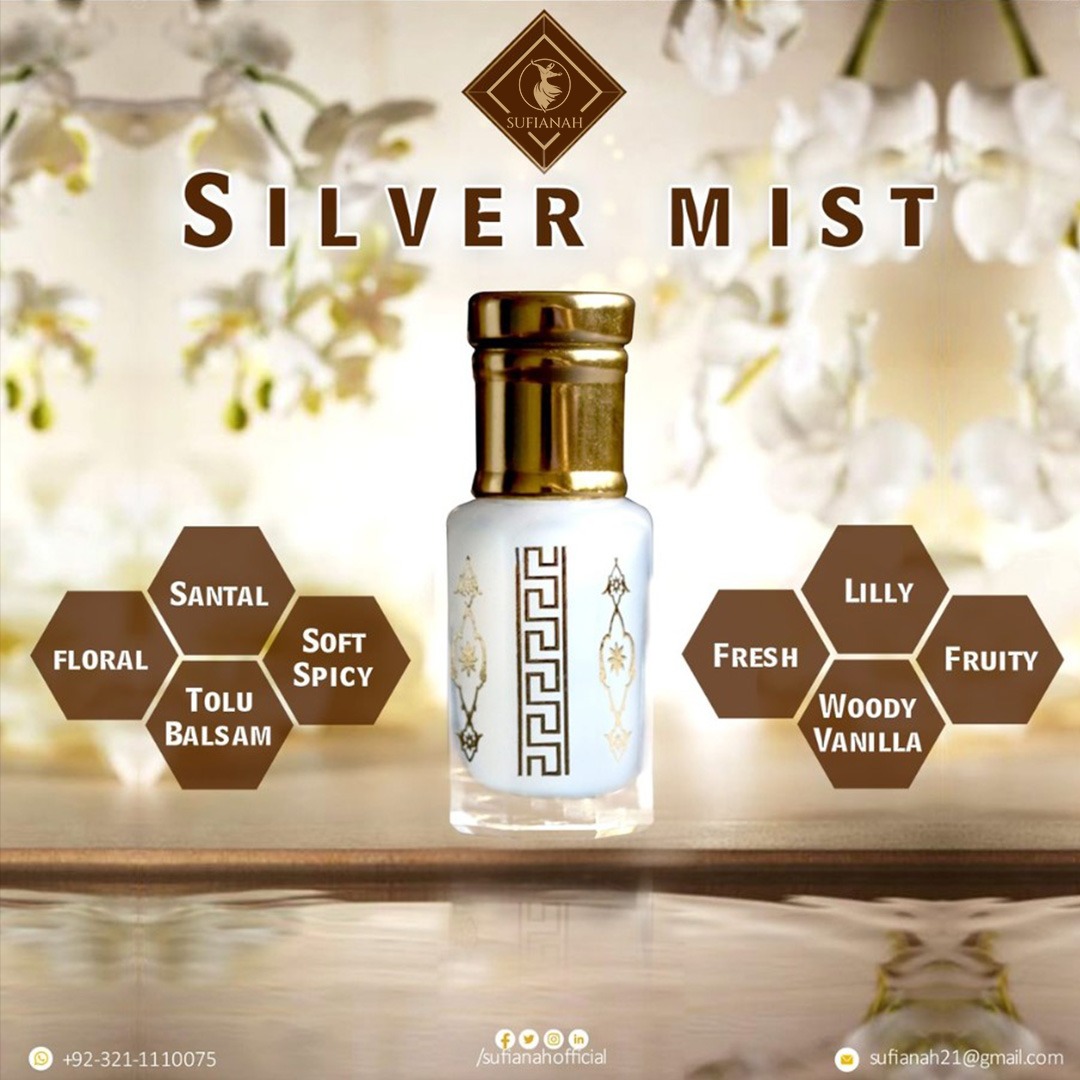 SUFIANAH
SILVER MIST
SANTAL
FLORAL
SOFT
SPICY
TOLU
BALSAM
LILLY
FRESH
FRUITY
WOODY
VANILLA
+92-321-1110075
/sufianahofficial
sufianah21@gmail.com